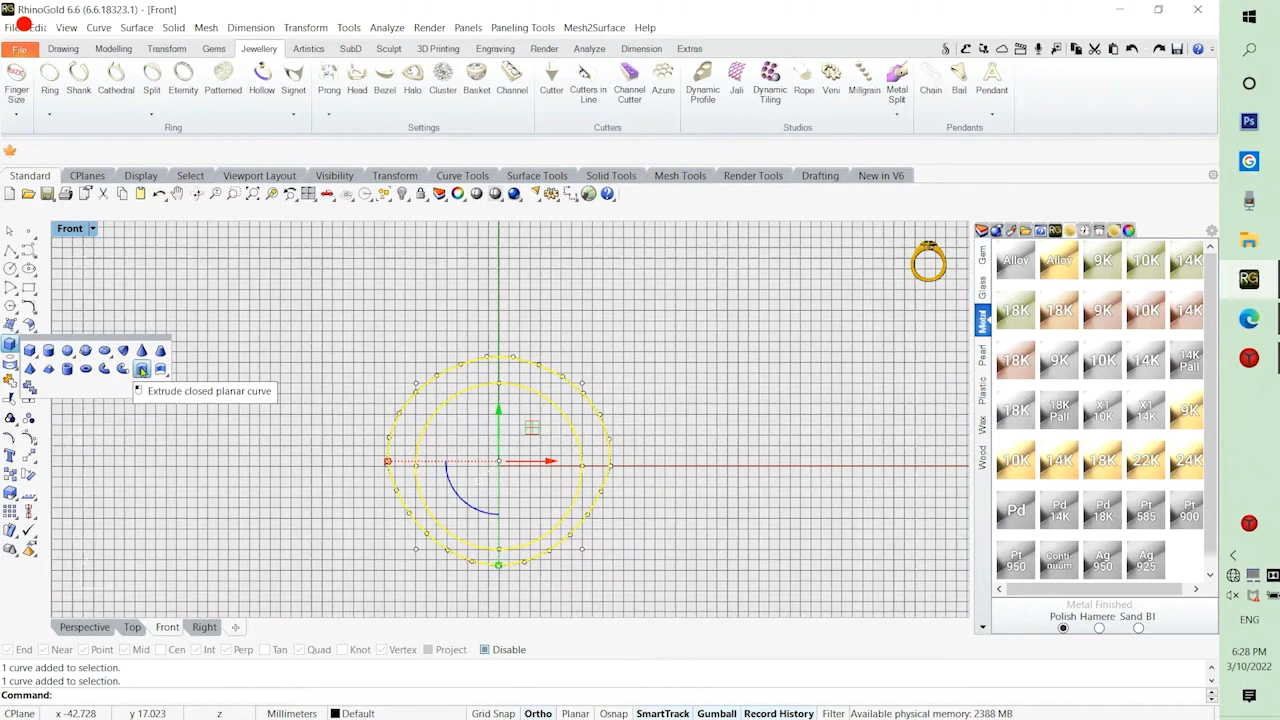 RhinoGold 6.6 (6.6.18323.1) - [Front]
File Edit View Curve Surface Solid Mesh Dimension Transform Tools Analyze Render Panels Paneling Tools Mesh2Surface Help
File Drawing Modelling Transform Gems Jewellery Artistics SubD Sculpt 3D Printing Engraving Render Analyze Dimension Extras
Finger Size Ring Shank Cathedral Split Eternity Patterned Hollow Signet Prong Head Bezel Halo Cluster Basket Channel Cutter Cutters in Line Channel Cutter Azure Dynamic Profile Jali Dynamic Tiling Rope Veni Millgrain Metal Split Chain Bail Pendant
Ring Settings Cutters Studios Pendants
Standard CPlanes Display Select Viewport Layout Visibility Transform Curve Tools Surface Tools Solid Tools Mesh Tools Render Tools Drafting New in V6
Front
Extrude closed planar curve
Gem
Glass
Metal
Pearl
Plastic
Wax
Wood
Alloy Alloy 9K 10K 14K
18K 18K 9K 10K 14K
18K 9K 10K 14K 14K Pall
18K 18K Pall X1 10K X1 14K 9K
10K 14K 18K 22K 24K
Pd Pd 14K Pd 18K Pt 585 Pt 900
Pt 950 Conti nuum Ag 950 Ag 925
Metal Finished
Polish Hamere Sand Bl
Perspective Top Front Right
End Near Point Mid Cen Int Perp Tan Quad Knot Vertex Project Disable
1 curve added to selection.
1 curve added to selection.
Command:
CPlane x -42.728 y 17.023 z Millimeters Default Grid Snap Ortho Planar Osnap SmartTrack Gumball Record History Filter Available physical memory: 2388 MB
Ps
RG
ENG
6:28 PM
3/10/2022